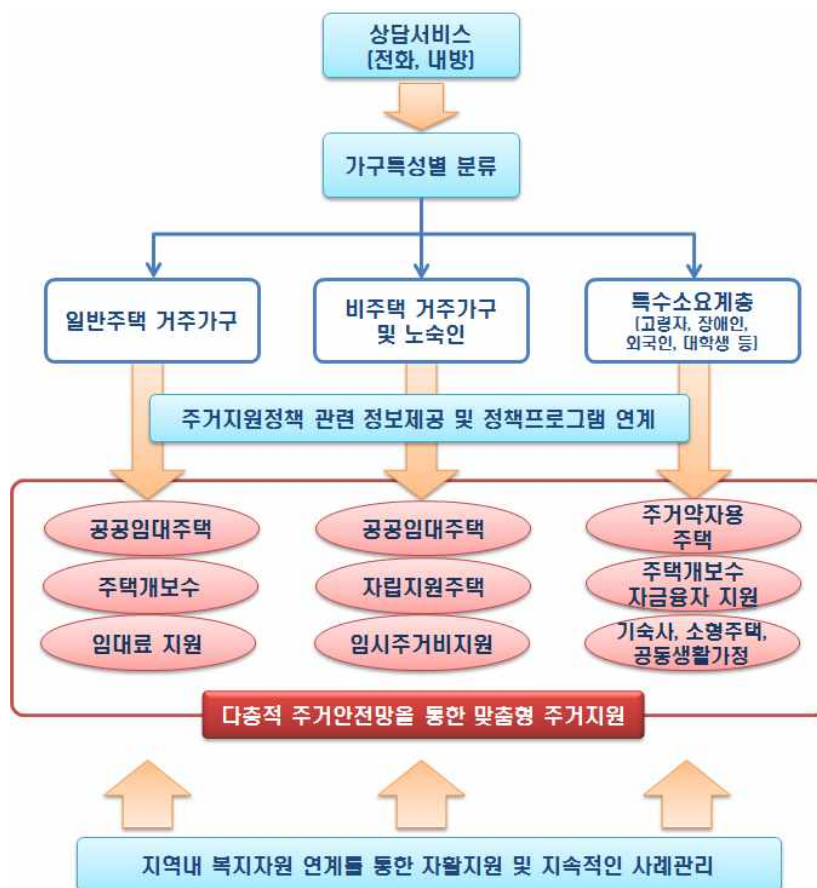 상담서비스
[전화, 내방]
가구특성별 분류
일반주택 거주가구
비주택 거주가구
및 노숙인
특수소요계층
[고령자, 장애인,
외국인, 대학생 등]
주거지원정책 관련 정보제공 및 정책프로그램 연계
공공임대주택
주택개보수
임대료 지원
공공임대주택
자립지원주택
임시주거비지원
주거약자용
주택
주택개보수
자금융자 지원
기숙사, 소형주택,
공동생활가정
다층적 주거안전망을 통한 맞춤형 주거지원
지역내 복지자원 연계를 통한 자활지원 및 지속적인 사례관리